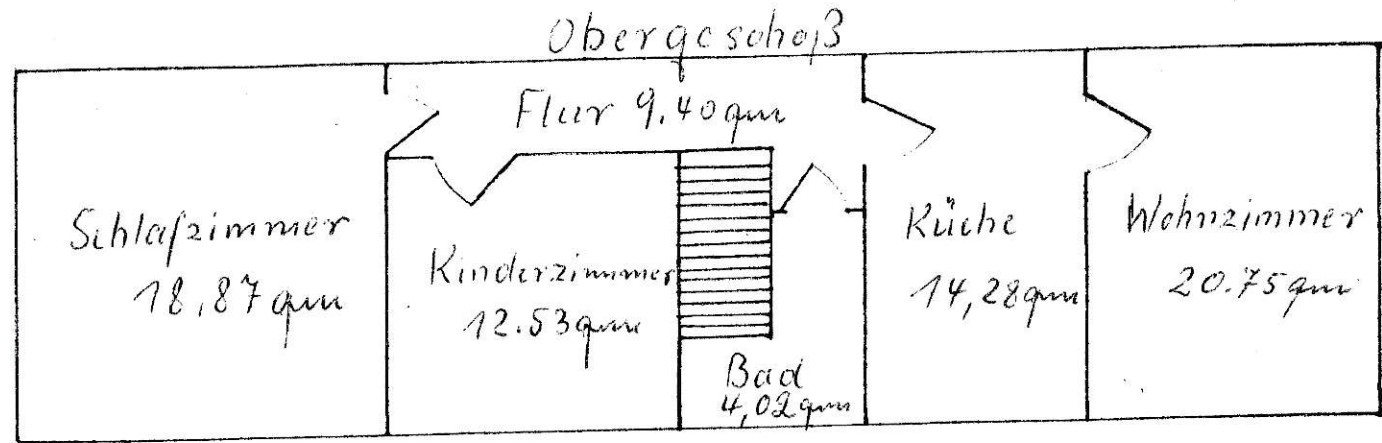 Obergeschoß
Flur 9.40qm
Schlafzimmer
18,87qm
Kinderzimmer
12.53qm
Bad
4,02qm
Küche
14,28qm
Wohnzimmer
20.75qm